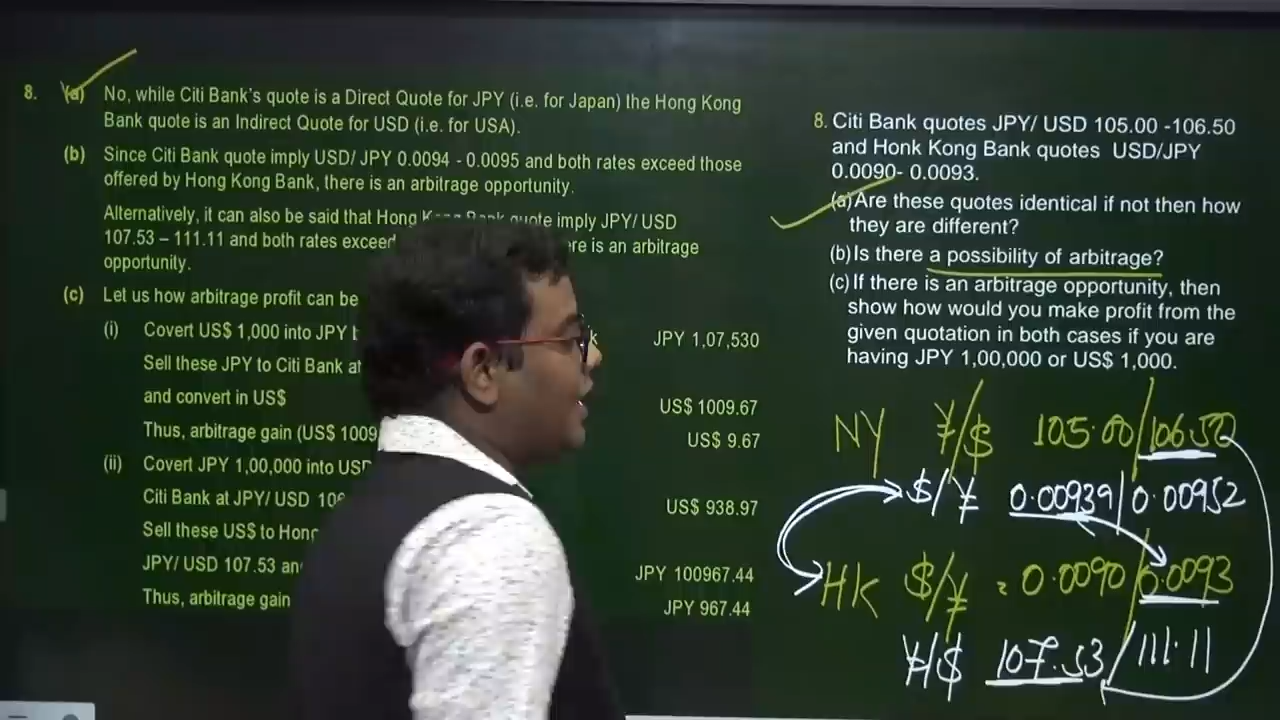 8. (a) No, while Citi Bank's quote is a Direct Quote for JPY (i.e. for Japan) the Hong Kong
Bank quote is an Indirect Quote for USD (i.e. for USA).
(b) Since Citi Bank quote imply USD/ JPY 0.0094 - 0.0095 and both rates exceed those
offered by Hong Kong Bank, there is an arbitrage opportunity.
Alternatively, it can also be said that Hong Bank quote imply JPY/ USD
107.53 – 111.11 and both rates exceed is an arbitrage
opportunity.
(c) Let us how arbitrage profit can be
(i) Covert US$ 1,000 into JPY JPY 1,07,530
Sell these JPY to Citi Bank at
and convert in US$ US$ 1009.67
Thus, arbitrage gain (US$ 1009 US$ 9.67
(ii) Covert JPY 1,00,000 into USD
Citi Bank at JPY/ USD US$ 938.97
Sell these US$ to Hong
JPY/ USD 107.53 JPY 100967.44
Thus, arbitrage gain JPY 967.44
8. Citi Bank quotes JPY/ USD 105.00 -106.50
and Honk Kong Bank quotes USD/JPY
0.0090- 0.0093.
(a) Are these quotes identical if not then how
they are different?
(b) Is there a possibility of arbitrage?
(c) If there is an arbitrage opportunity, then
show how would you make profit from the
given quotation in both cases if you are
having JPY 1,00,000 or US$ 1,000.
NY ¥/$ 105.00/106.50
$/¥ 0.00939/0.00952
HK $/¥ = 0.0090/0.0093
¥/$ 107.53/111.11